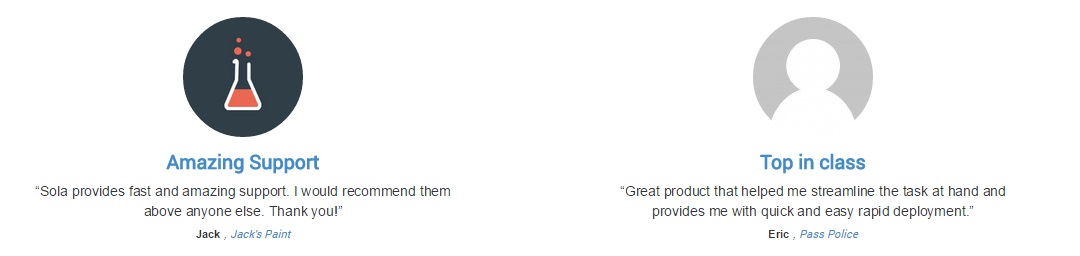 Amazing Support
“Sola provides fast and amazing support. I would recommend them
above anyone else. Thank you!”
Jack , Jack's Paint
Top in class
“Great product that helped me streamline the task at hand and
provides me with quick and easy rapid deployment.”
Eric , Pass Police